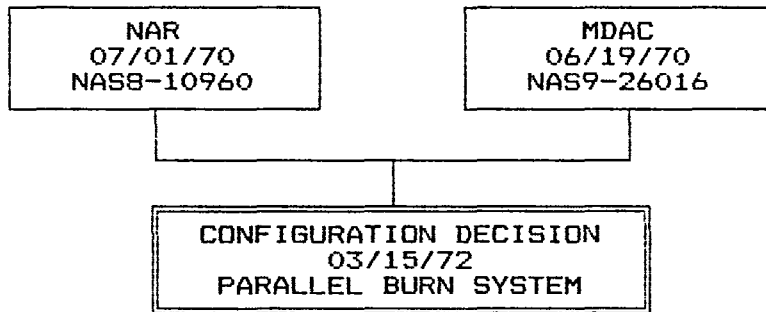 NAR
07/01/70
NAS8-10960
MDAC
06/19/70
NAS9-26016
CONFIGURATION DECISION
03/15/72
PARALLEL BURN SYSTEM